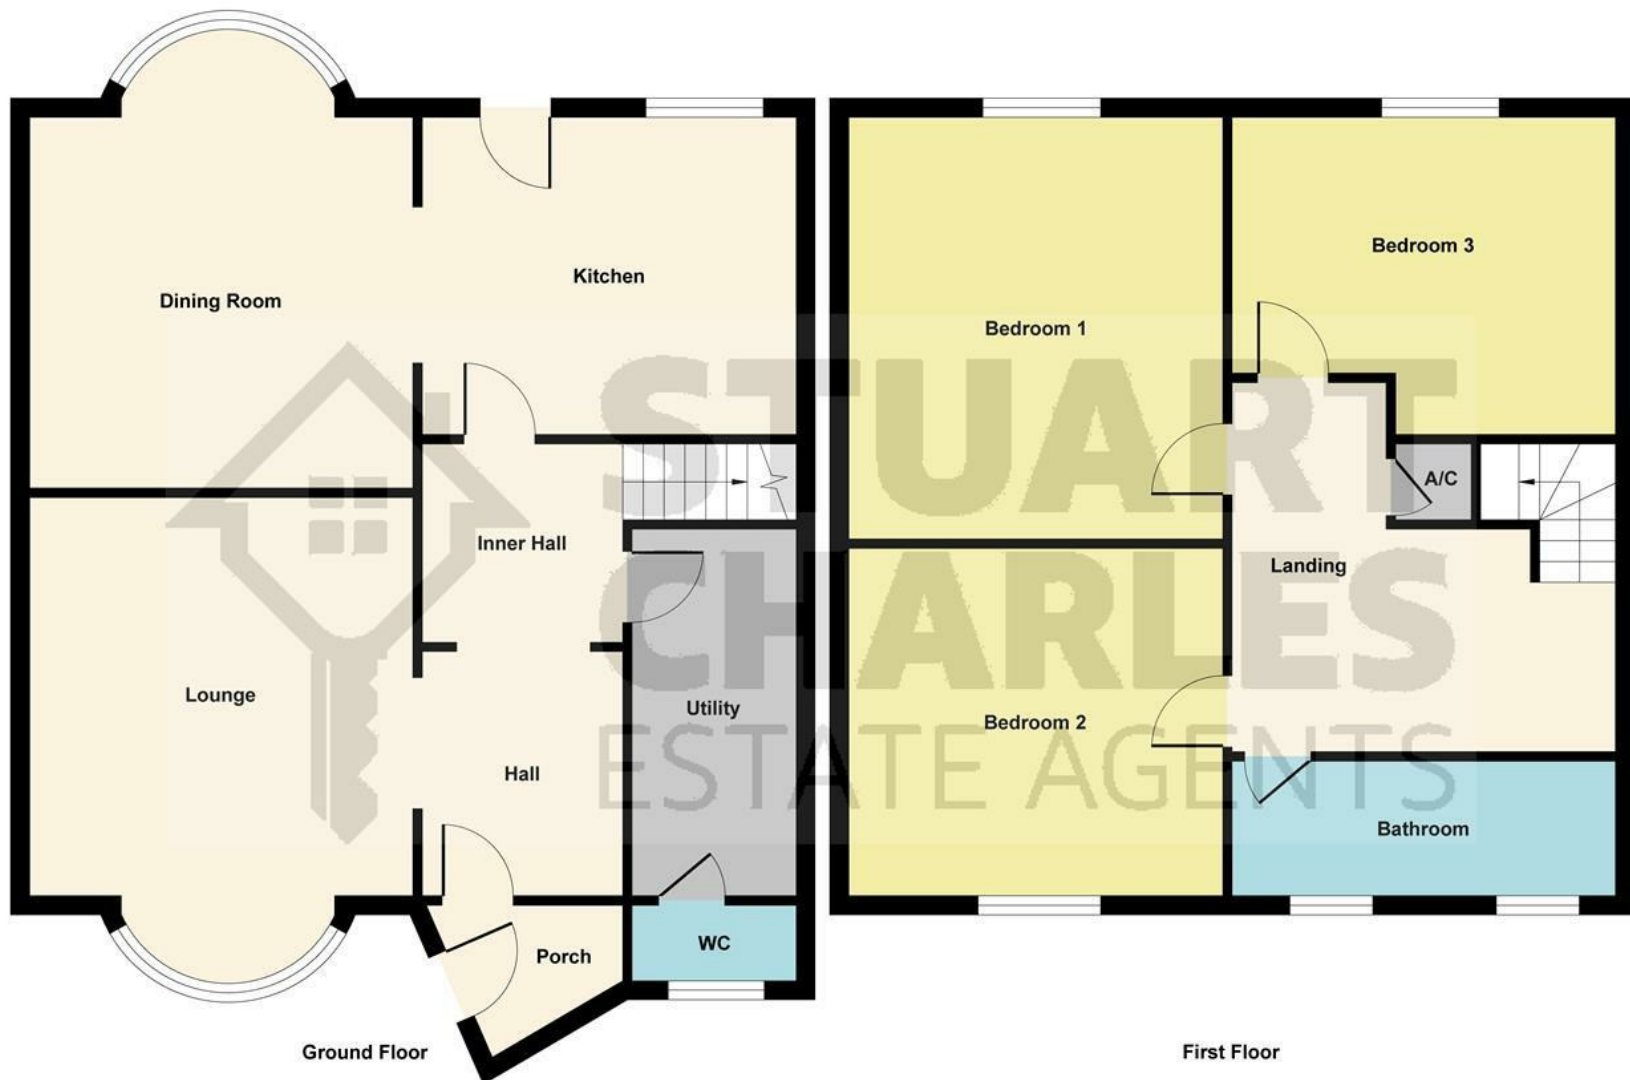 Dining Room
Kitchen
Inner Hall
Lounge
Utility
Hall
Porch
WC
Ground Floor
Bedroom 1
Bedroom 3
A/C
Landing
Bedroom 2
Bathroom
First Floor
STUART
CHARLES
ESTATE AGENTS